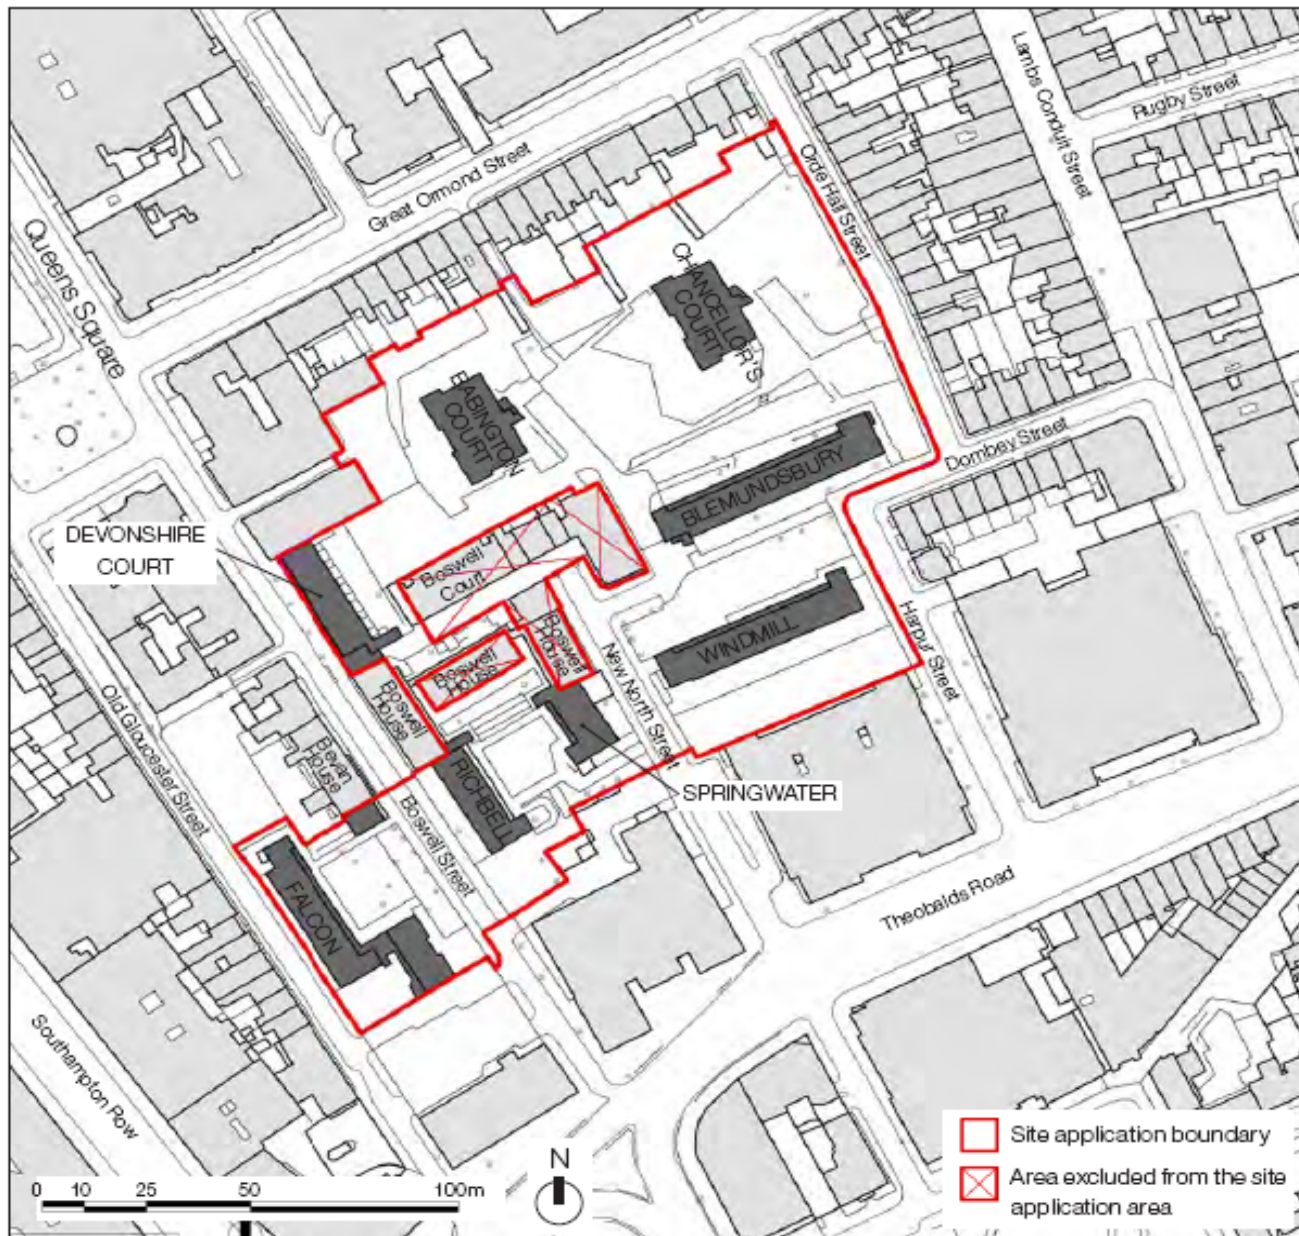 Lambs Conduit Street
Rugby Street
Great Ormond Street
Orde Hall Street
Queens Square
CHANCELLOR'S
COURT
ABINGTON
COURT
Dombey Street
BLEMUNDSBURY
DEVONSHIRE
COURT
Boswell
Court
WINDMILL
Harpur Street
Boswell
House
Boswell
House
New North Street
Boswell
House
Old Gloucester Street
Bevan
House
RICHBELL
SPRINGWATER
Boswell Street
FALCON
Theobalds Road
Southampton Row
N
0 10 25 50 100m
Site application boundary
Area excluded from the site
application area